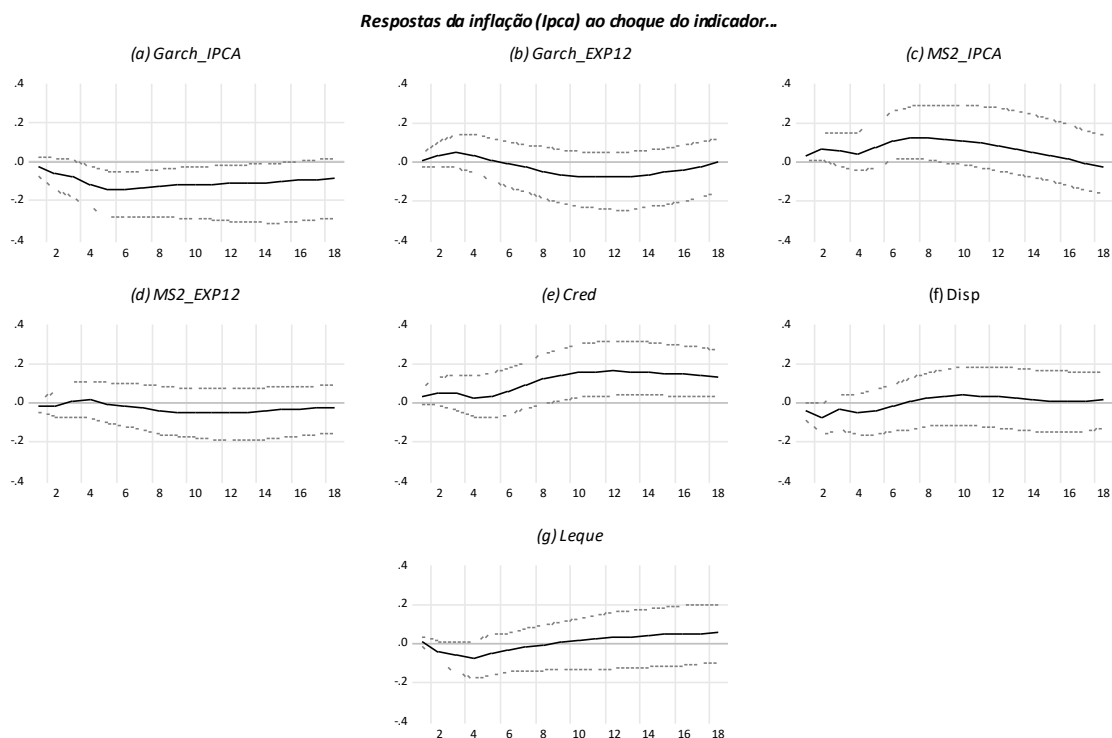 Respostas da inflação (Ipca) ao choque do indicador...
(a) Garch_IPCA
(b) Garch_EXP12
(c) MS2_IPCA
.4
.2
.0
-.2
-.4
2 4 6 8 10 12 14 16 18
.4
.2
.0
-.2
-.4
2 4 6 8 10 12 14 16 18
.4
.2
.0
-.2
-.4
2 4 6 8 10 12 14 16 18
(d) MS2_EXP12
(e) Cred
(f) Disp
.4
.2
.0
-.2
-.4
2 4 6 8 10 12 14 16 18
.4
.2
.0
-.2
-.4
2 4 6 8 10 12 14 16 18
.4
.2
.0
-.2
-.4
2 4 6 8 10 12 14 16 18
(g) Leque
.4
.2
.0
-.2
-.4
2 4 6 8 10 12 14 16 18